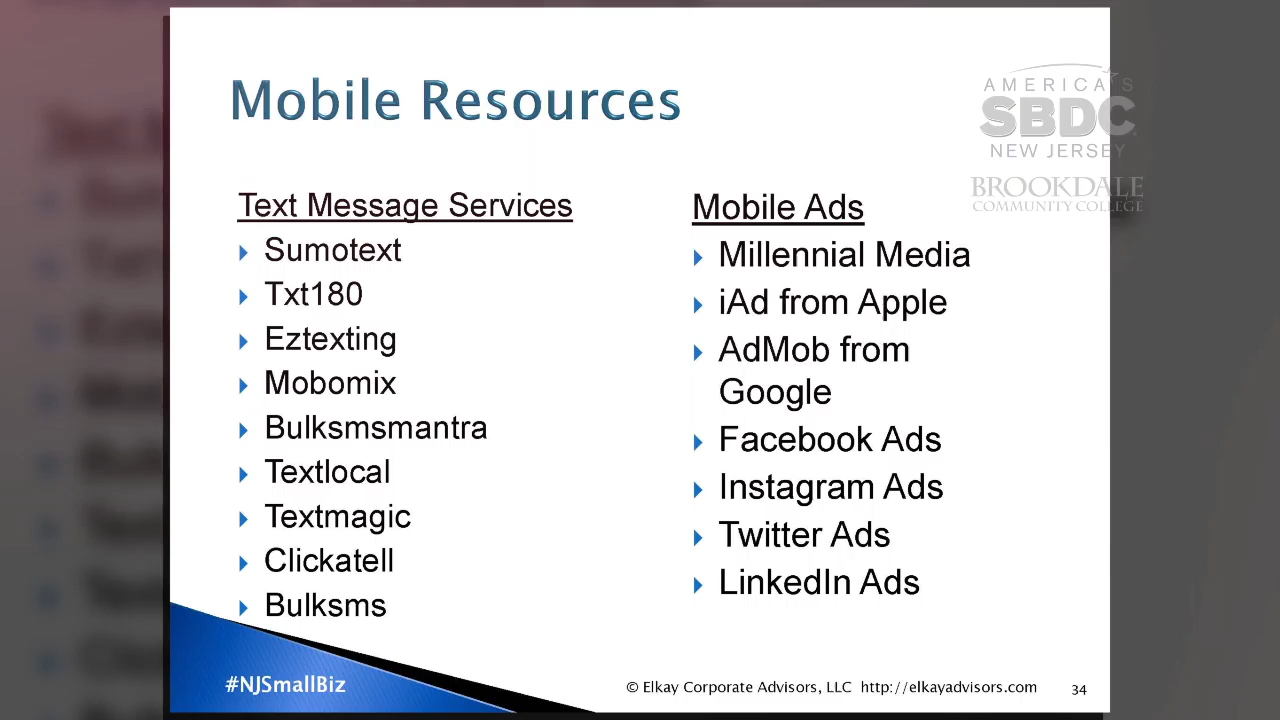 Mobile Resources
AMERICA'S
SBDC
NEW JERSEY
BROOKDALE
COMMUNITY COLLEGE
Text Message Services
Sumotext
Txt180
Eztexting
Mobomix
Bulksmsmantra
Textlocal
Textmagic
Clickatell
Bulksms
Mobile Ads
Millennial Media
iAd from Apple
AdMob from
Google
Facebook Ads
Instagram Ads
Twitter Ads
LinkedIn Ads
#NJSmallBiz
© Elkay Corporate Advisors, LLC http://elkayadvisors.com
34